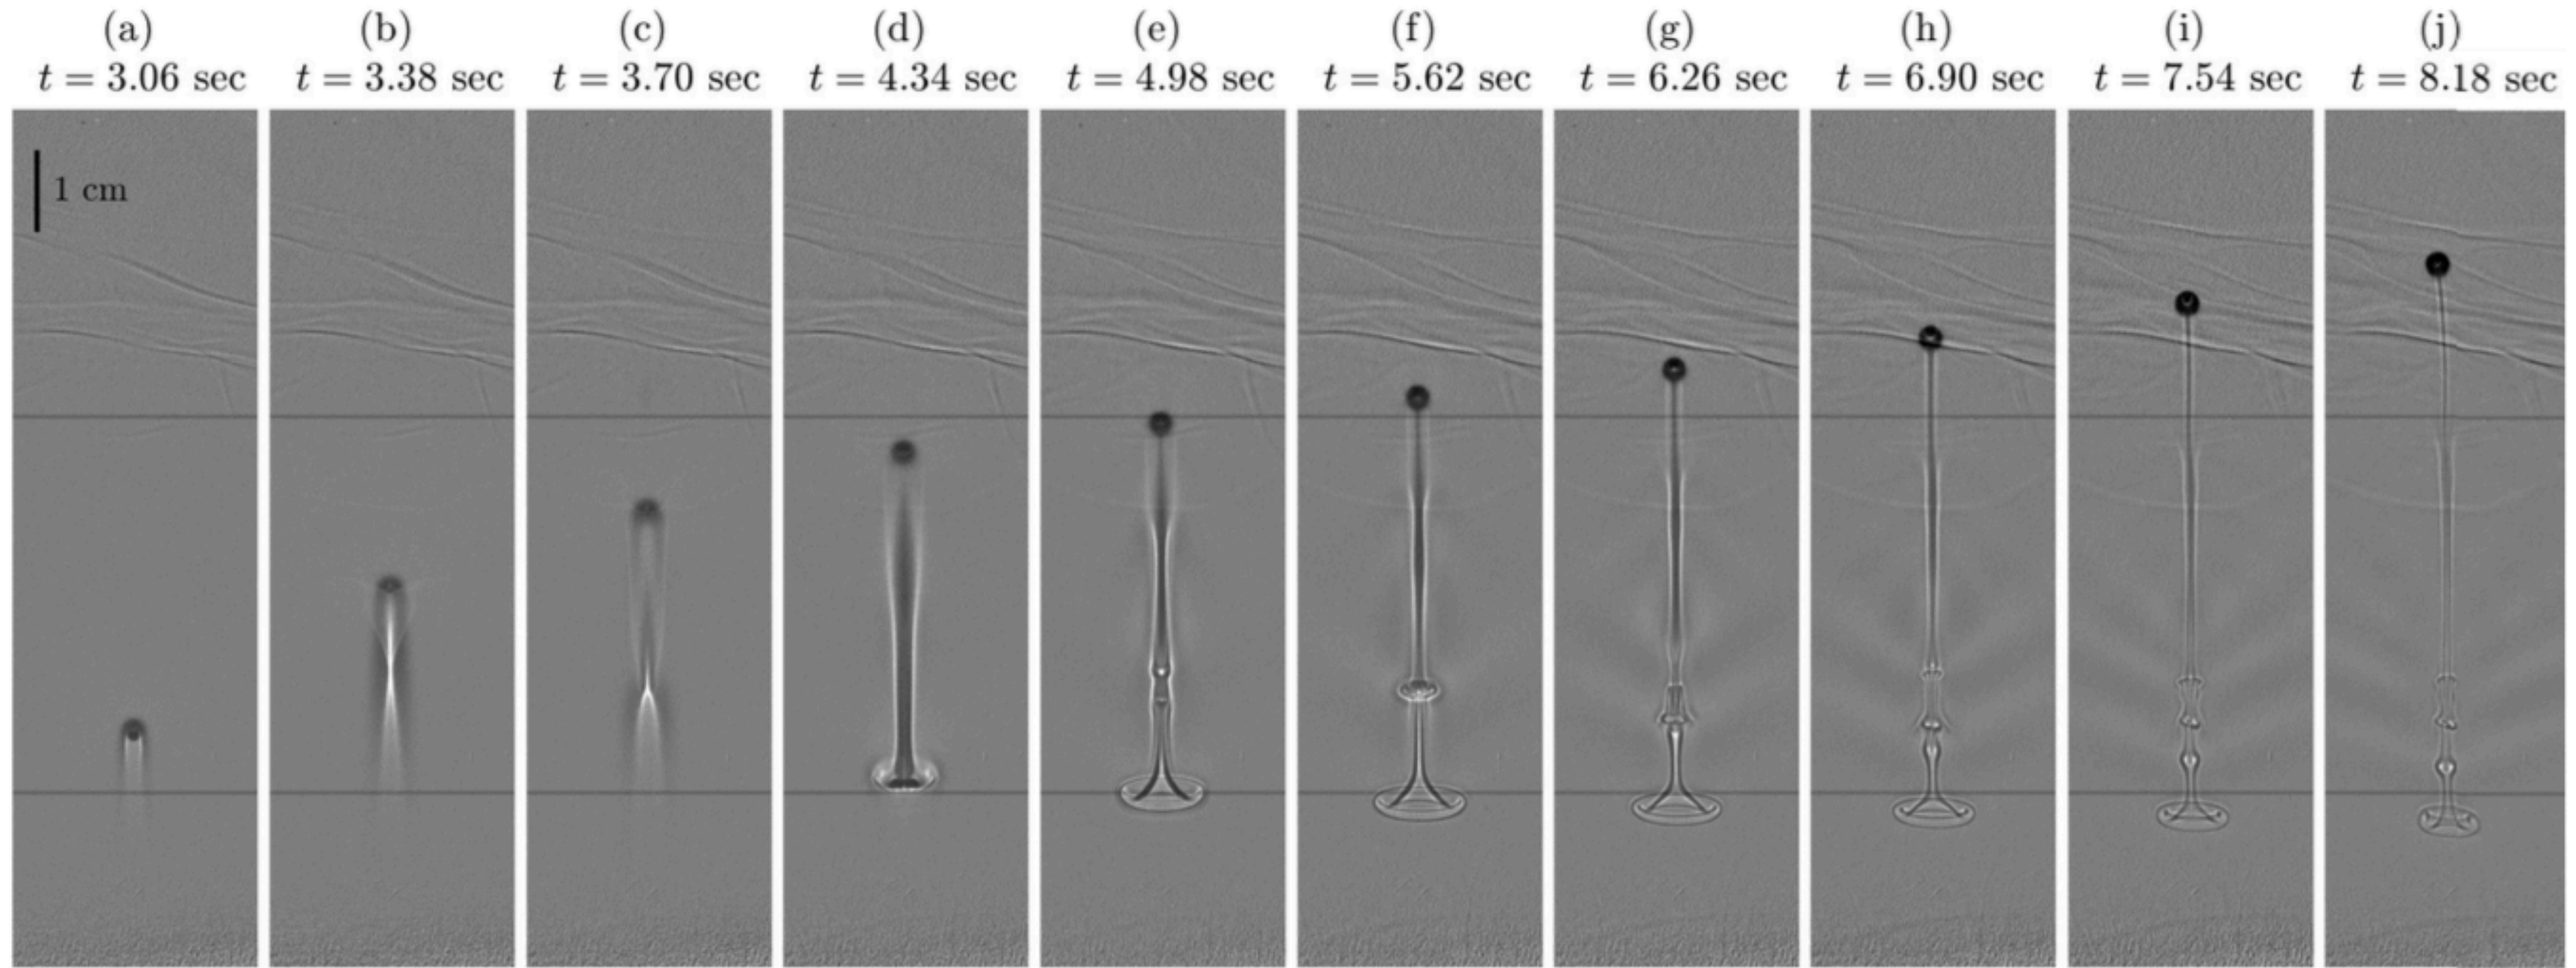 (a) (b) (c) (d) (e) (f) (g) (h) (i) (j)
t = 3.06 sec t = 3.38 sec t = 3.70 sec t = 4.34 sec t = 4.98 sec t = 5.62 sec t = 6.26 sec t = 6.90 sec t = 7.54 sec t = 8.18 sec
1 cm